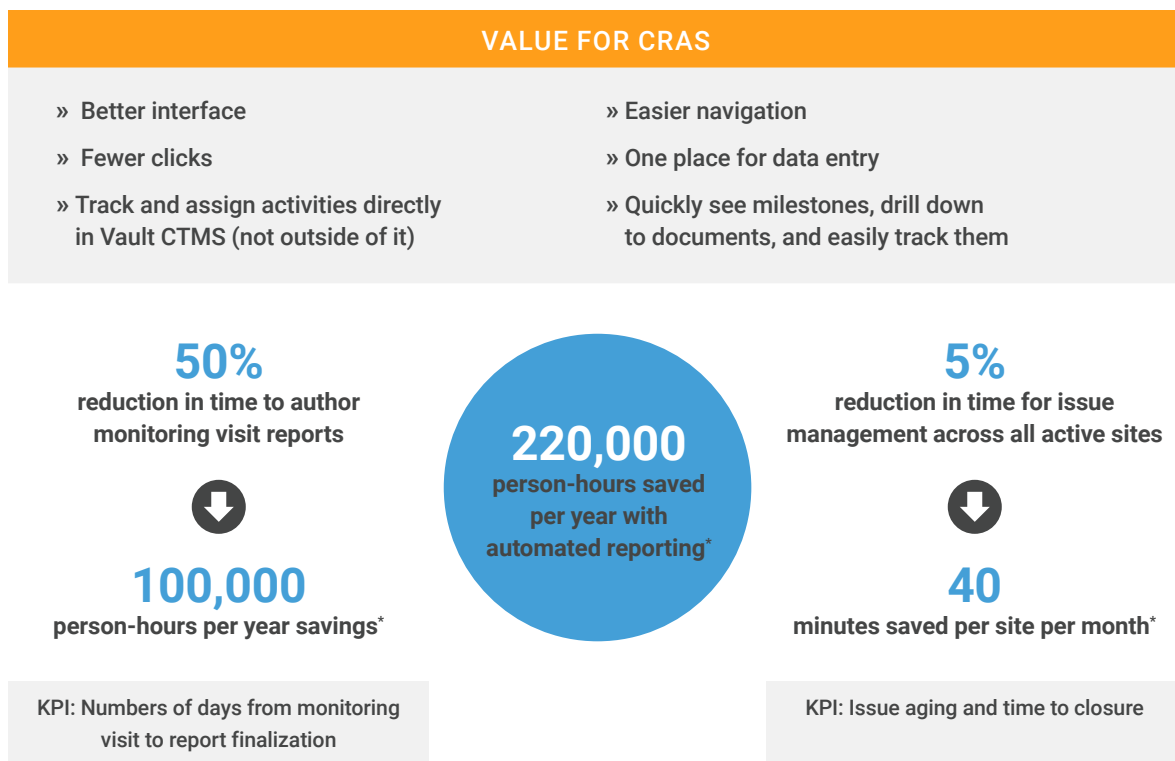 VALUE FOR CRAS
» Better interface
» Fewer clicks
» Track and assign activities directly
in Vault CTMS (not outside of it)
» Easier navigation
» One place for data entry
» Quickly see milestones, drill down
to documents, and easily track them
50%
reduction in time to author
monitoring visit reports
100,000
person-hours per year savings*
KPI: Numbers of days from monitoring
visit to report finalization
220,000
person-hours saved
per year with
automated reporting*
5%
reduction in time for issue
management across all active sites
40
minutes saved per site per month*
KPI: Issue aging and time to closure